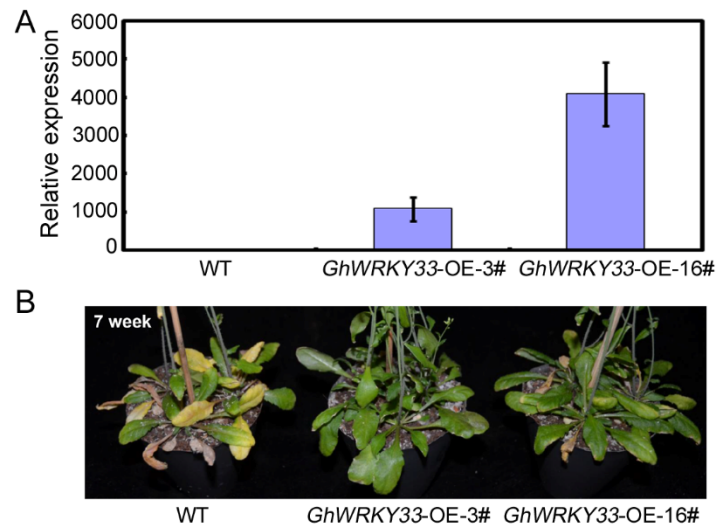 A
Relative expression
6000
5000
4000
3000
2000
1000
0
WT GhWRKY33-OE-3# GhWRKY33-OE-16#
B
7 week
WT GhWRKY33-OE-3# GhWRKY33-OE-16#